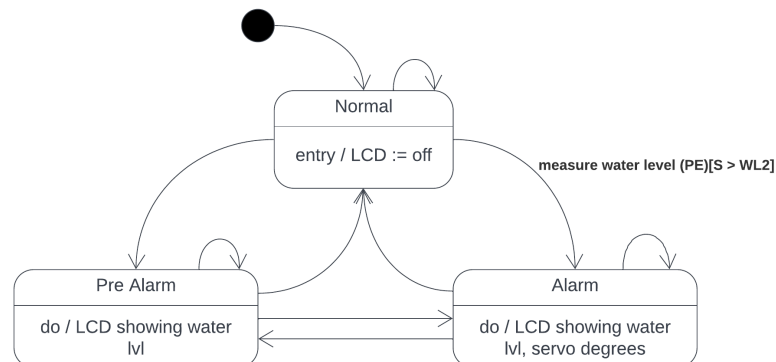 Normal
entry / LCD := off
measure water level (PE)[S > WL2]
Pre Alarm
do / LCD showing water
lvl
Alarm
do / LCD showing water
lvl, servo degrees